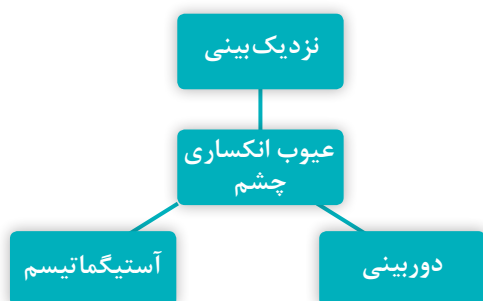 نزدیک‌بینی
عیوب انکساری
چشم
دوربینی
آستیگماتیسم